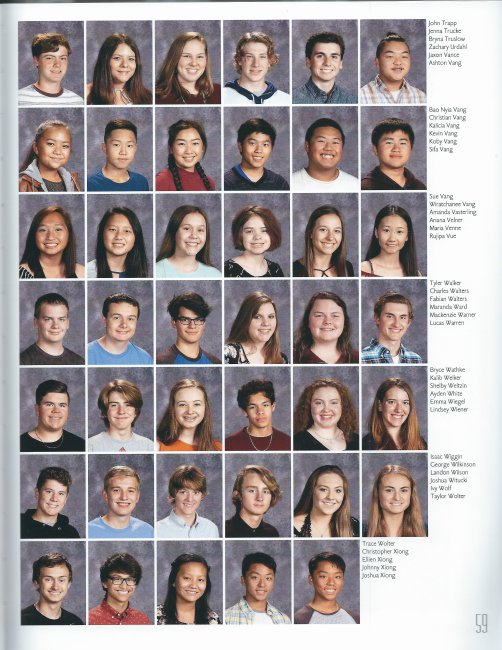 John Trapp
Jenna Trucke
Bryna Truslow
Zachary Urdahl
Jaxon Vance
Ashton Vang
Bao Nyia Vang
Christian Vang
Kalicia Vang
Kevin Vang
Koby Vang
Sifa Vang
Sue Vang
Wiratchanee Vang
Amanda Vasterling
Ariana Velner
Maria Venne
Rujipa Vue
Tyler Walker
Charles Walters
Fabian Walters
Maranda Ward
Mackenzie Warner
Lucas Warren
Bryce Wathke
Kalib Welker
Shelby Weltzin
Ayden White
Emma Wiegel
Lindsey Wiener
Isaac Wiggin
George Wilkinson
Landon Wilson
Joshua Witucki
Ivy Wolf
Taylor Wolter
Trace Wolter
Christopher Xiong
Ellien Xiong
Johnny Xiong
Joshua Xiong
59